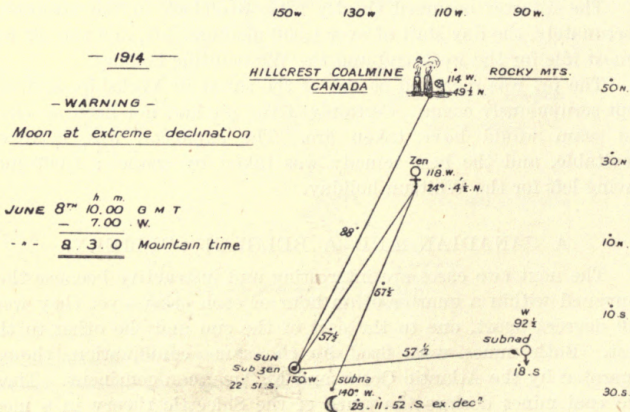 150 w. 130 w. 110 w. 90 w.
— 1914 —
HILLCREST COALMINE
CANADA
ROCKY MTS.
114 W.
49½ N.
50 N.
- WARNING -
Moon at extreme declination
Zen
118. W.
24° 4½. N.
30. N
h. m.
JUNE 8TH 10.00 G M T
— 7.00 W.
" - " 8 3 0 Mountain time
10 N.
88°
57½
57½
10. S
W
92½
subnad
18. S
57½
SUN
Sub zen
150 W
22° 51 S.
subna
140° W.
28. 11. 52. S. ex. decn
30. S.